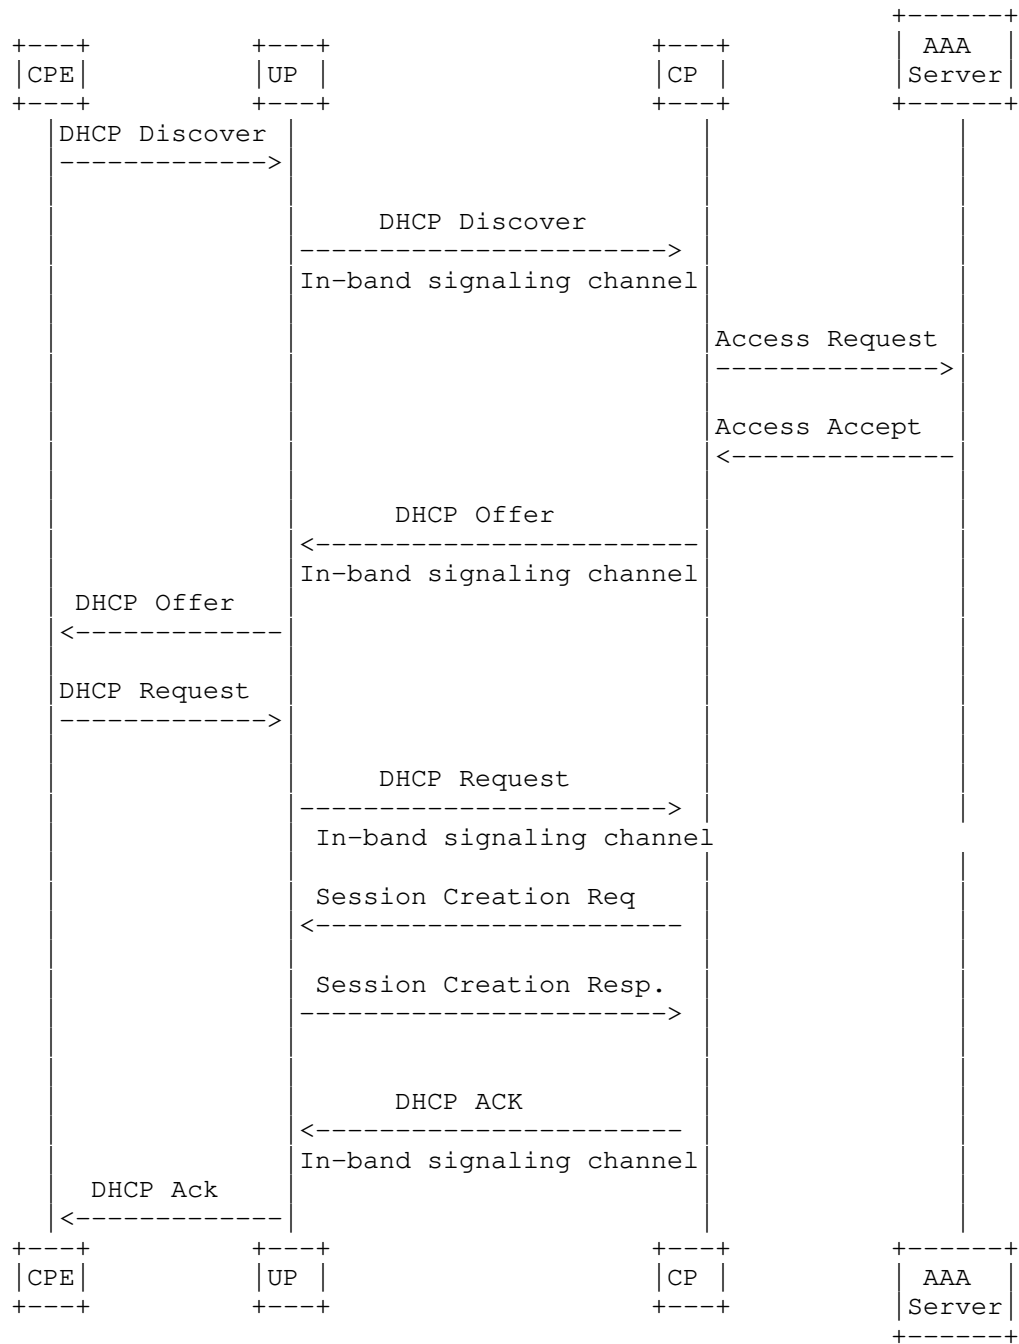 AAA
CPE UP CP Server
DHCP Discover
DHCP Discover
In-band signaling channel
Access Request
Access Accept
DHCP Offer
In-band signaling channel
DHCP Offer
DHCP Request
DHCP Request
In-band signaling channel
Session Creation Req
Session Creation Resp.
DHCP ACK
In-band signaling channel
DHCP Ack
CPE UP CP AAA
Server